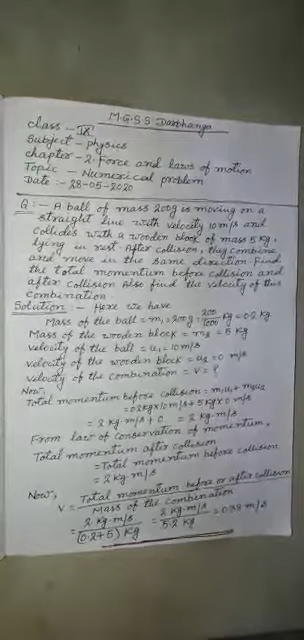 M.G.S.S Darbhanga
class - IX
Subject - physics
chapter - 2. Force and laws of motion
Topic - Numerical problem
Date :- 28-05-2020
Q:- A ball of mass 200g is moving on a
straight line with velocity 10 m/s and
collides with a wooden block of mass 5 kg,
lying in rest. After collision, they combine
and move in the same direction. Find
the total momentum before collision and
after collision Also find the velocity of this
combination
Solution :- Here we have
Mass of the ball = m₁ = 200g = 200/1000 kg = 0.2 kg
Mass of the wooden block = m₂ = 5 kg
velocity of the ball = u₁ = 10 m/s
velocity of the wooden block = u₂ = 0 m/s
velocity of the combination = v = ?
Now,
Total momentum before collision = m₁u₁ + m₂u₂
= 0.2kg x 10 m/s + 5 kg x 0 m/s
= 2 kg·m/s + 0 = 2 kg·m/s
From law of conservation of momentum,
Total momentum after collision
= Total momentum before collision
= 2 kg·m/s
Now, Total momentum before or after collision
V = Mass of the combination
= 2 kg·m/s / (0.2+5) kg = 2 kg·m/s / 5.2 kg = 0.38 m/s